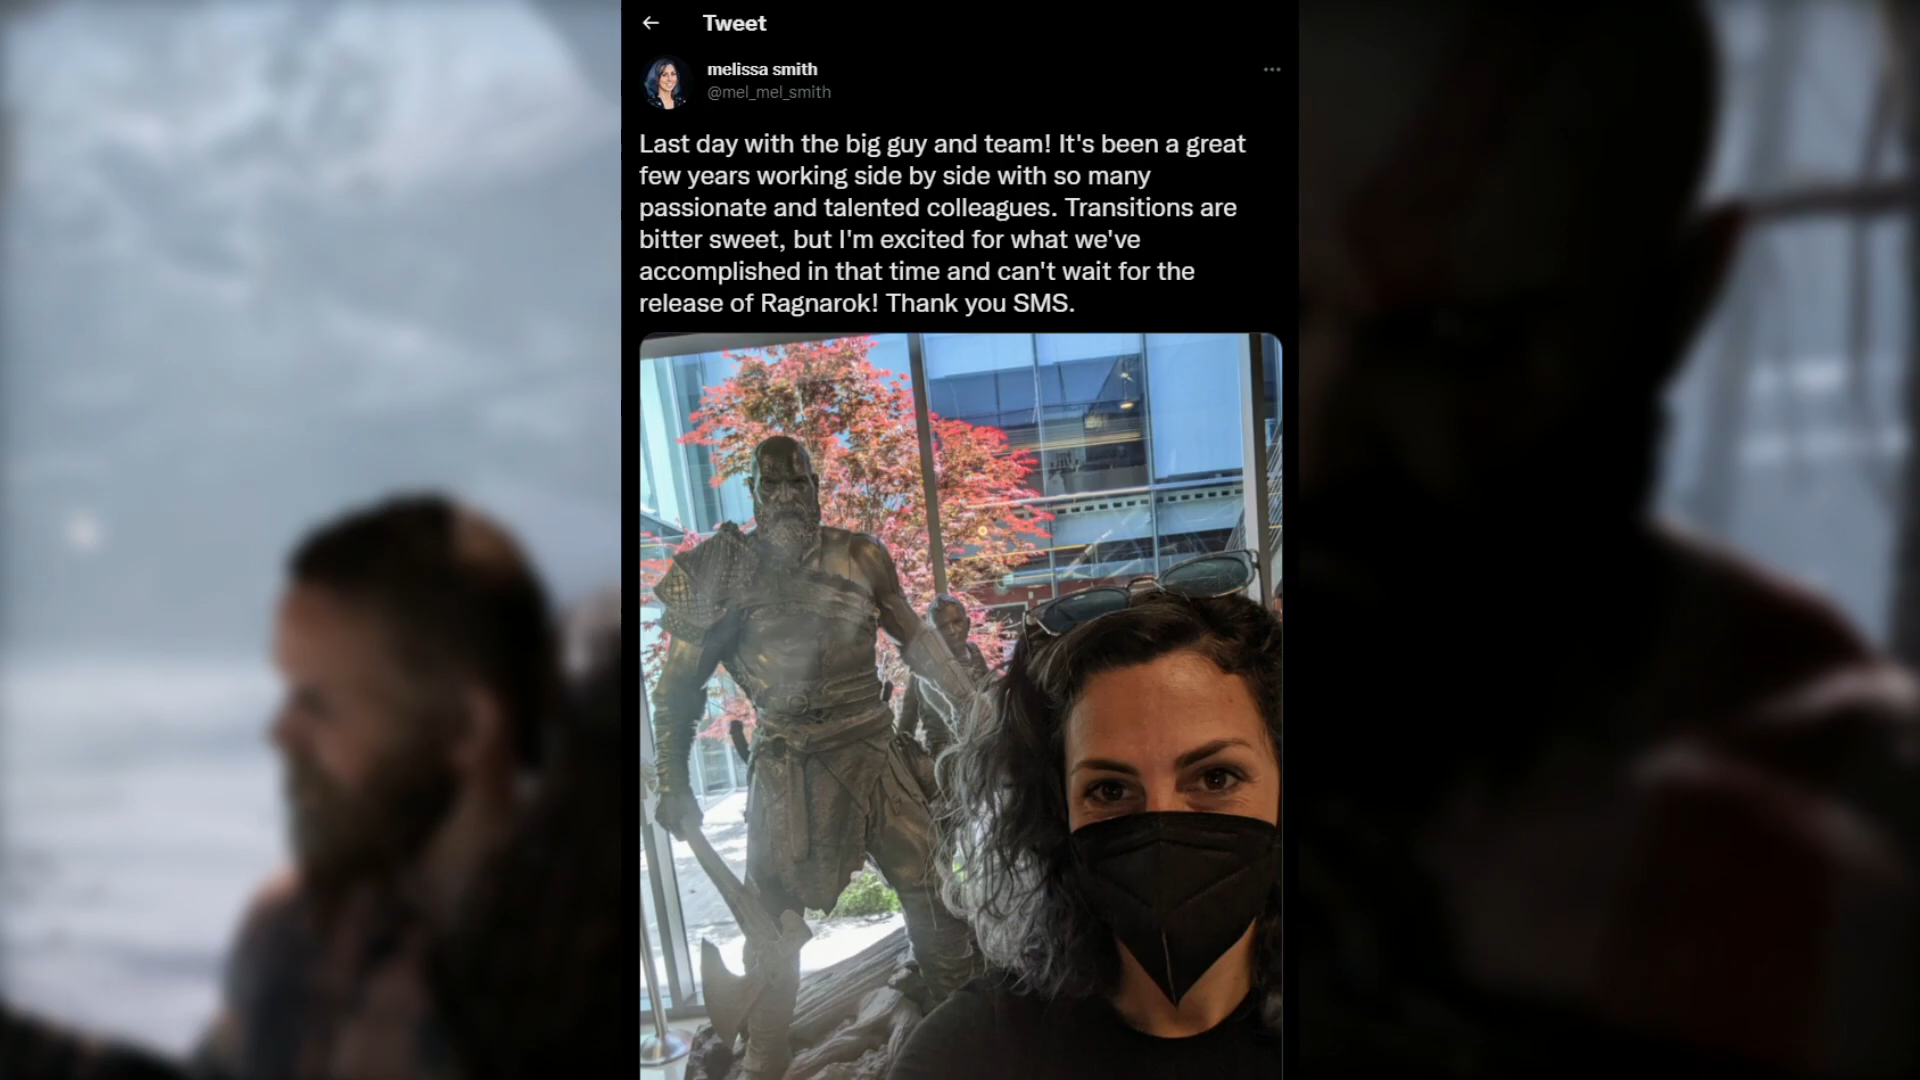 Tweet
melissa smith
@mel_mel_smith
Last day with the big guy and team! It's been a great
few years working side by side with so many
passionate and talented colleagues. Transitions are
bitter sweet, but I'm excited for what we've
accomplished in that time and can't wait for the
release of Ragnarok! Thank you SMS.